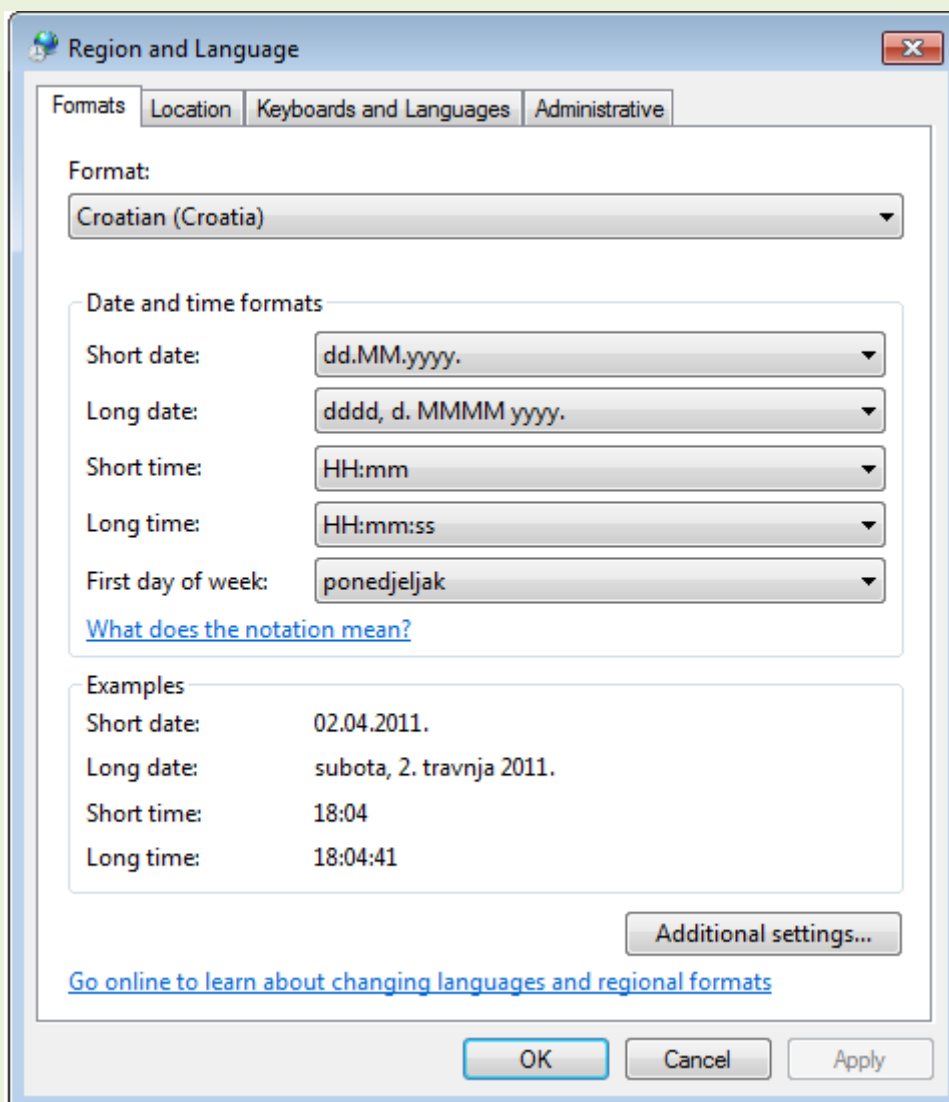 Region and Language
Formats Location Keyboards and Languages Administrative
Format:
Croatian (Croatia)
Date and time formats
Short date: dd.MM.yyyy.
Long date: dddd, d. MMMM yyyy.
Short time: HH:mm
Long time: HH:mm:ss
First day of week: ponedjeljak
What does the notation mean?
Examples
Short date: 02.04.2011.
Long date: subota, 2. travnja 2011.
Short time: 18:04
Long time: 18:04:41
Additional settings...
Go online to learn about changing languages and regional formats
OK Cancel Apply